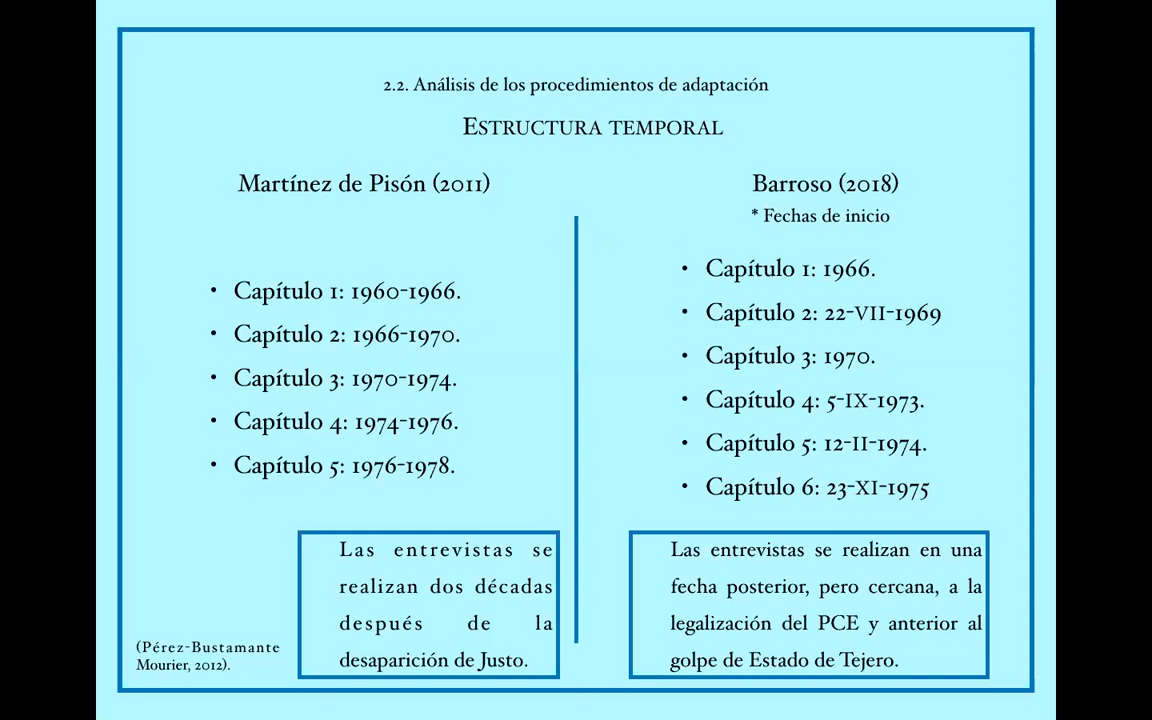 2.2. Análisis de los procedimientos de adaptación
ESTRUCTURA TEMPORAL
Martínez de Pisón (2011)
• Capítulo 1: 1960-1966.
• Capítulo 2: 1966-1970.
• Capítulo 3: 1970-1974.
• Capítulo 4: 1974-1976.
• Capítulo 5: 1976-1978.
Las entrevistas se
realizan dos décadas
después de la
desaparición de Justo.
(Pérez-Bustamante
Mourier, 2012).
Barroso (2018)
* Fechas de inicio
• Capítulo 1: 1966.
• Capítulo 2: 22-VII-1969
• Capítulo 3: 1970.
• Capítulo 4: 5-IX-1973.
• Capítulo 5: 12-II-1974.
• Capítulo 6: 23-XI-1975
Las entrevistas se realizan en una
fecha posterior, pero cercana, a la
legalización del PCE y anterior al
golpe de Estado de Tejero.